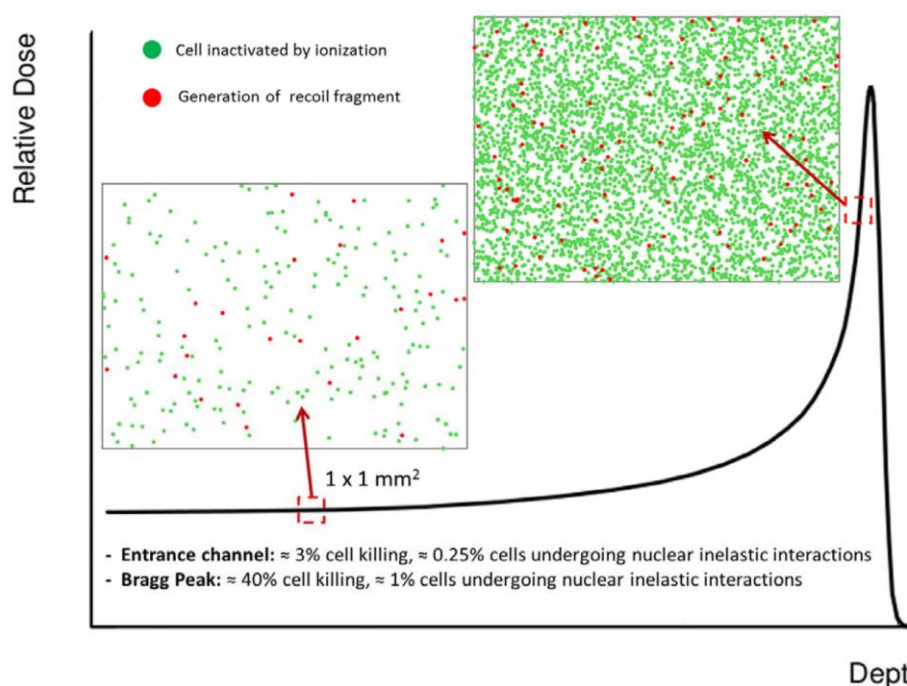 Relative Dose
Cell inactivated by ionization
Generation of recoil fragment
1 x 1 mm²
- Entrance channel: ≈ 3% cell killing, ≈ 0.25% cells undergoing nuclear inelastic interactions
- Bragg Peak: ≈ 40% cell killing, ≈ 1% cells undergoing nuclear inelastic interactions
Dept